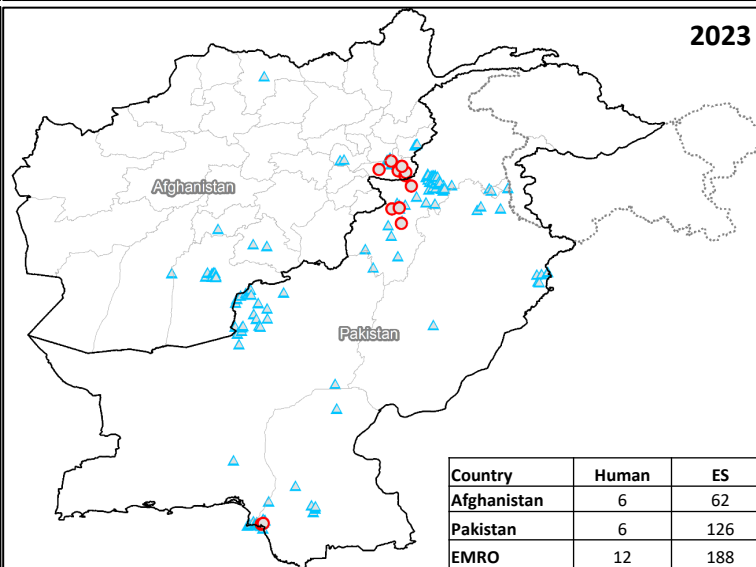 2023
Afghanistan
Pakistan
Country Human ES
Afghanistan 6 62
Pakistan 6 126
EMRO 12 188